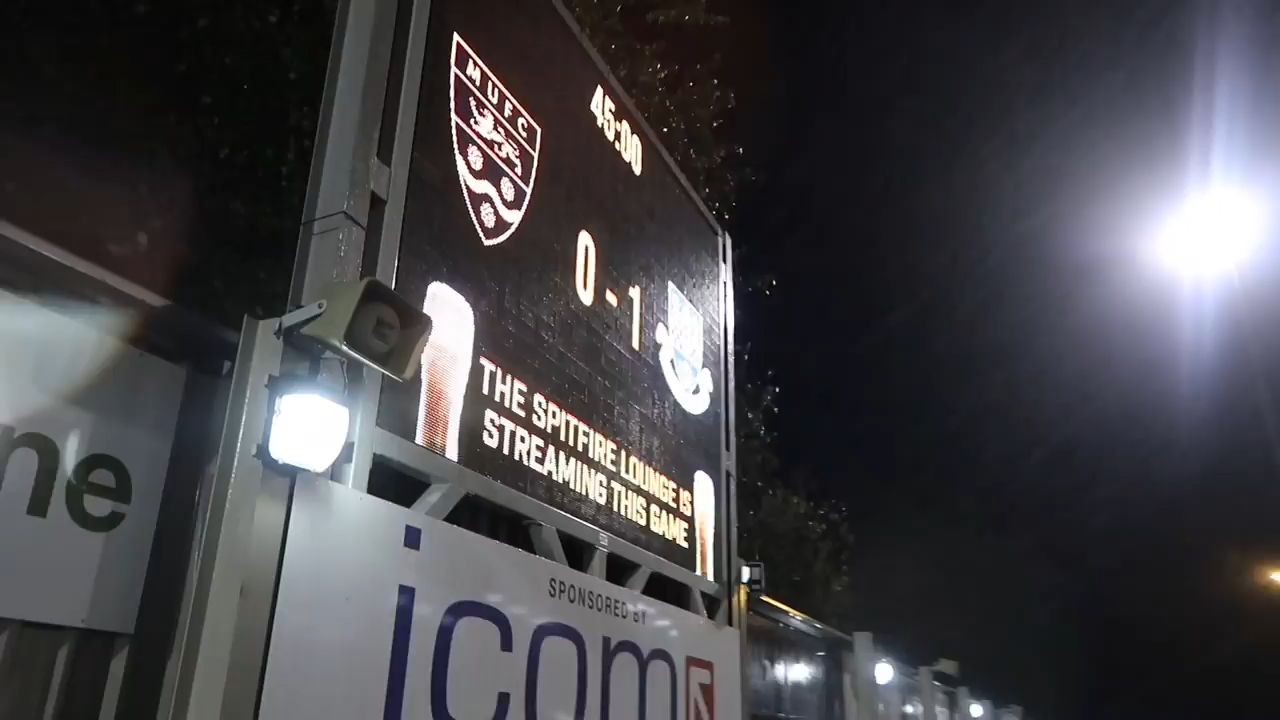 MUFC
45:00
0 - 1
THE SPITFIRE LOUNGE IS
STREAMING THIS GAME
ne
SPONSORED BY
icom